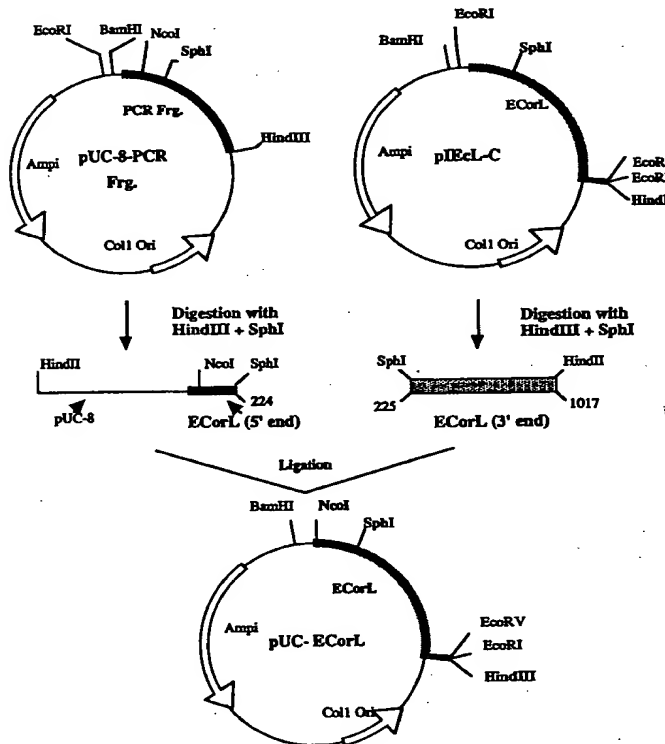 EcoRI
BamHI
NcoI
SphI
PCR Frg.
HindIII
Ampi
pUC-8-PCR
Frg.
Col1 Ori
EcoRI
BamHI
SphI
ECorL
Ampi
pIEcL-C
EcoR
EcoRI
HindI
Col1 Ori
Digestion with
HindIII + SphI
Digestion with
HindIII + SphI
HindII
NcoI
SphI
224
pUC-8
ECorL (5' end)
SphI
HindII
225
1017
ECorL (3' end)
Ligation
BamHI
NcoI
SphI
ECorL
Ampi
pUC- ECorL
EcoRV
EcoRI
HindIII
Col1 Ori